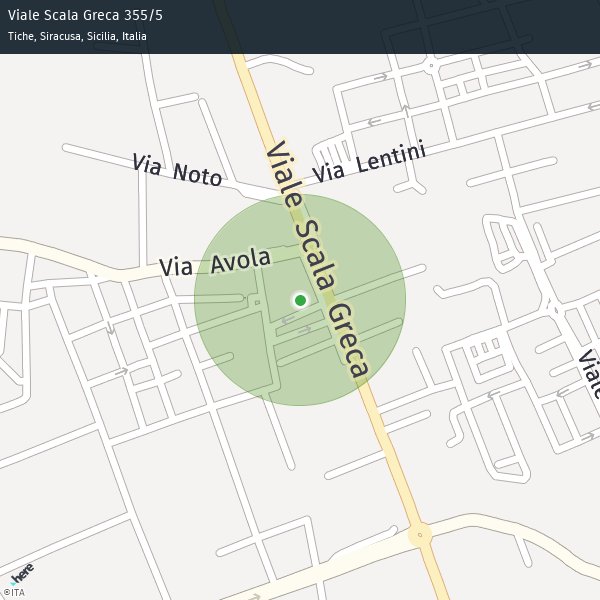 Viale Scala Greca 355/5
Tiche, Siracusa, Sicilia, Italia
Via Noto
Via Lentini
Viale Scala Greca
Via Avola
Viale
here
©ITA